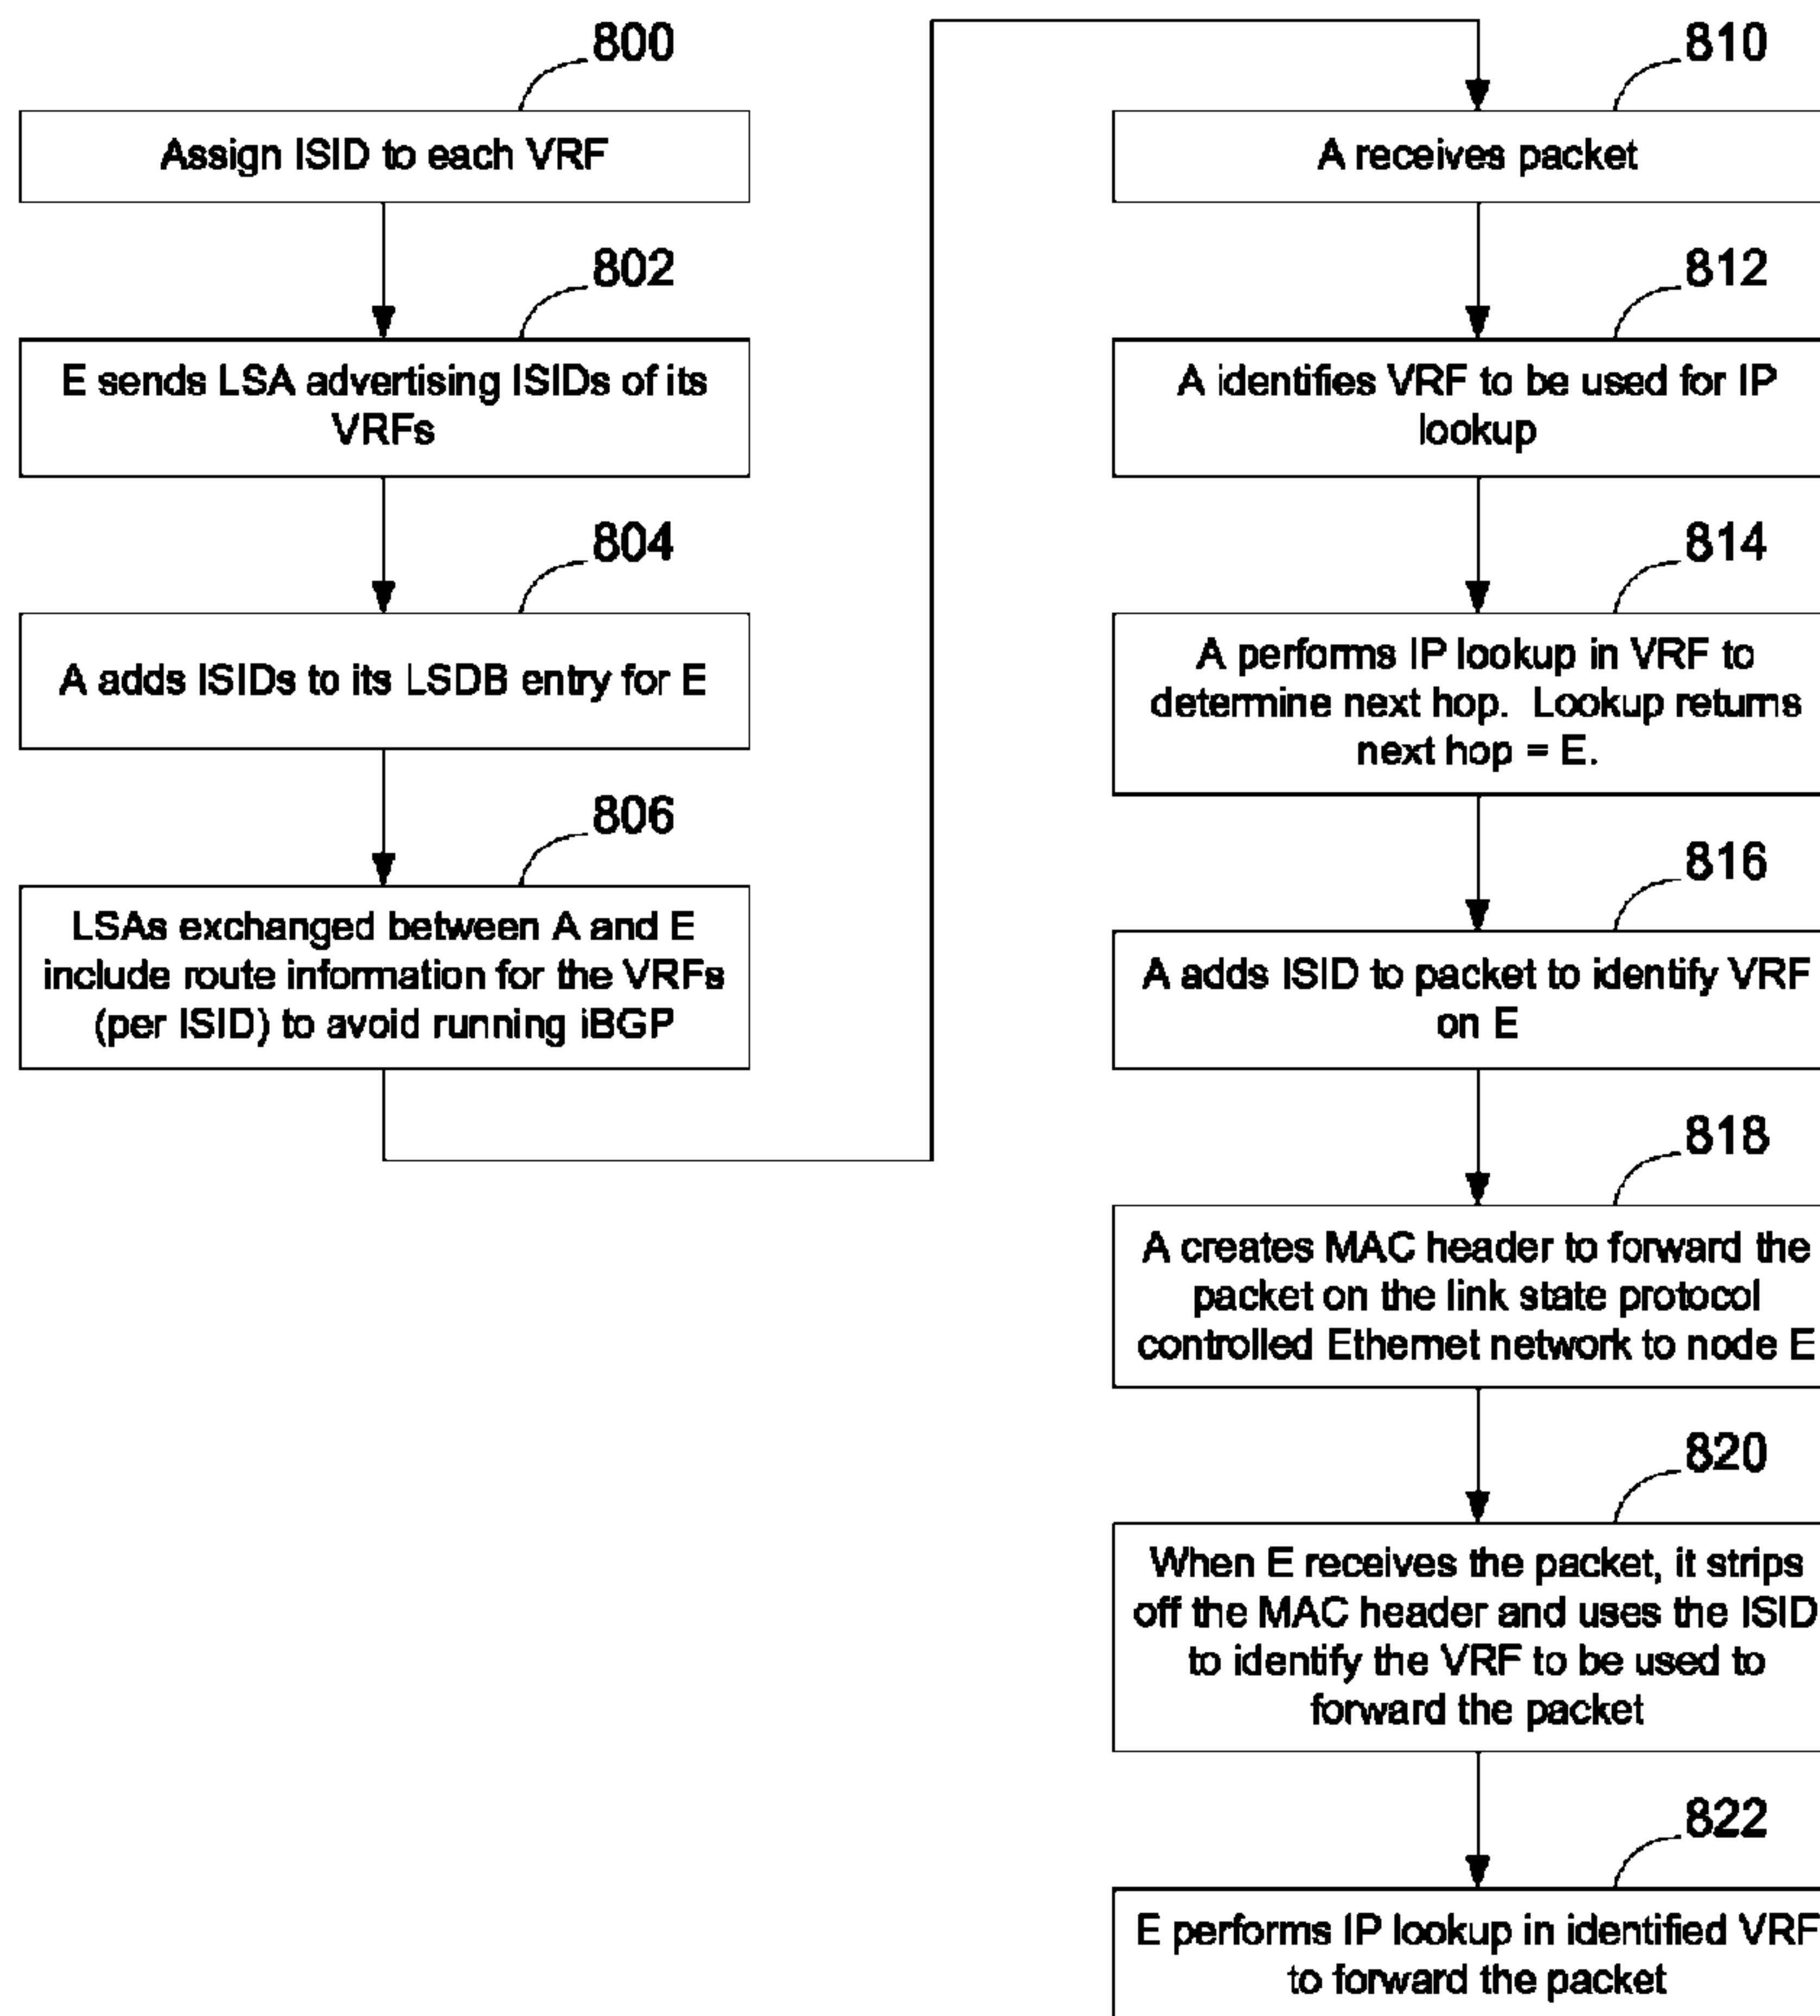 800
Assign ISID to each VRF
802
E sends LSA advertising ISIDs of its
VRFs
804
A adds ISIDs to its LSDB entry for E
806
LSAs exchanged between A and E
include route information for the VRFs
(per ISID) to avoid running iBGP
810
A receives packet
812
A identifies VRF to be used for IP
lookup
814
A performs IP lookup in VRF to
determine next hop. Lookup returns
next hop = E.
816
A adds ISID to packet to identify VRF
on E
818
A creates MAC header to forward the
packet on the link state protocol
controlled Ethernet network to node E
820
When E receives the packet, it strips
off the MAC header and uses the ISID
to identify the VRF to be used to
forward the packet
822
E performs IP lookup in identified VRF
to forward the packet